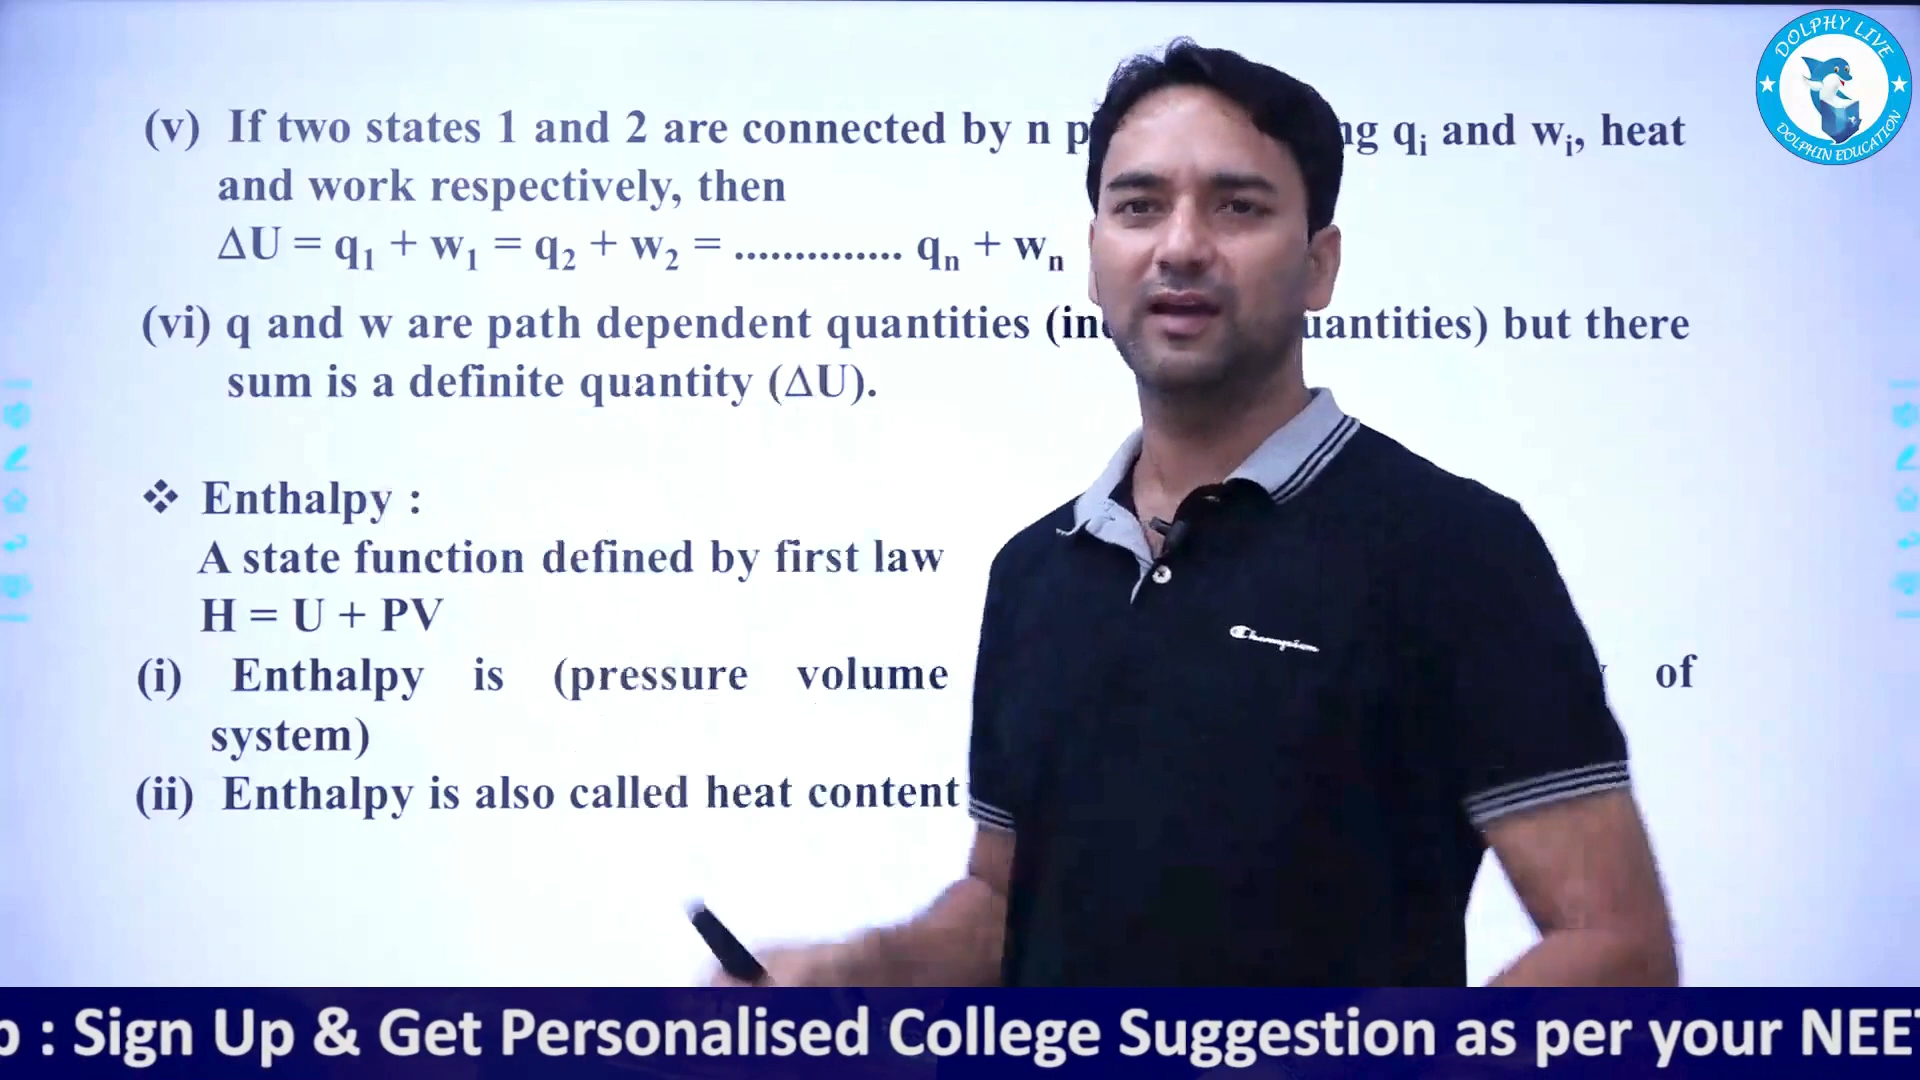 (v) If two states 1 and 2 are connected by n qᵢ and wᵢ, heat
and work respectively, then
ΔU = q₁ + w₁ = q₂ + w₂ = .............. qₙ + wₙ
(vi) q and w are path dependent quantities ( but there
sum is a definite quantity (ΔU).
❖ Enthalpy :
A state function defined by first law
H = U + PV
(i) Enthalpy is (pressure volume of
system)
(ii) Enthalpy is also called heat content
DOLPHY LIVE
DOLPHIN EDUCATION
Champion
: Sign Up & Get Personalised College Suggestion as per your